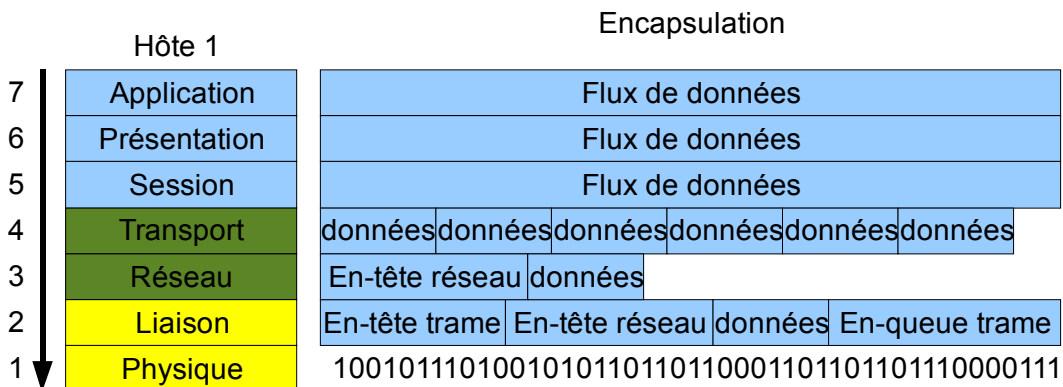 Encapsulation
Hôte 1
7 Application Flux de données
6 Présentation Flux de données
5 Session Flux de données
4 Transport données données données données données données
3 Réseau En-tête réseau données
2 Liaison En-tête trame En-tête réseau données En-queue trame
1 Physique 1001011101001010101101101100011011011011110000111